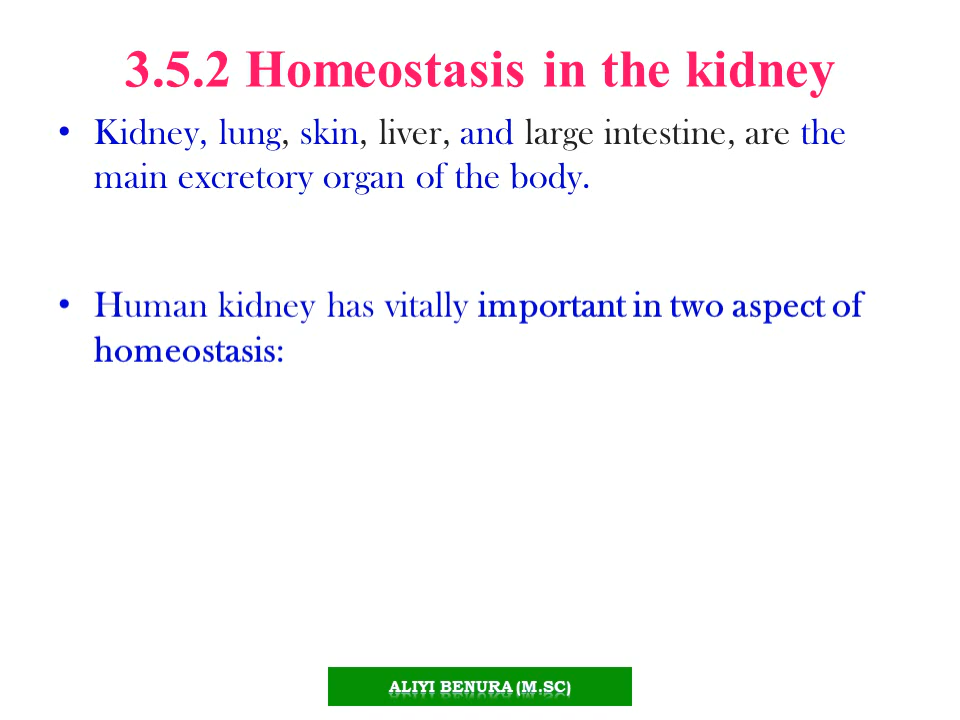 3.5.2 Homeostasis in the kidney
• Kidney, lung, skin, liver, and large intestine, are the
main excretory organ of the body.
• Human kidney has vitally important in two aspect of
homeostasis:
ALIYI BENURA (M.SC)